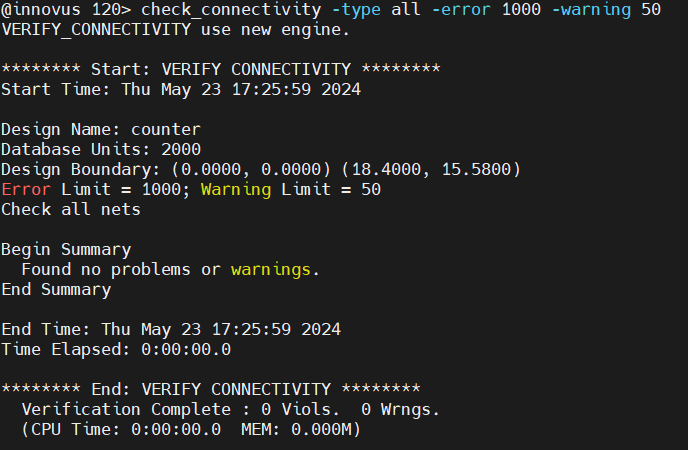 @innovus 120> check_connectivity -type all -error 1000 -warning 50
VERIFY_CONNECTIVITY use new engine.
******** Start: VERIFY CONNECTIVITY ********
Start Time: Thu May 23 17:25:59 2024
Design Name: counter
Database Units: 2000
Design Boundary: (0.0000, 0.0000) (18.4000, 15.5800)
Error Limit = 1000; Warning Limit = 50
Check all nets
Begin Summary
  Found no problems or warnings.
End Summary
End Time: Thu May 23 17:25:59 2024
Time Elapsed: 0:00:00.0
******** End: VERIFY CONNECTIVITY ********
  Verification Complete : 0 Viols.  0 Wrngs.
  (CPU Time: 0:00:00.0  MEM: 0.000M)